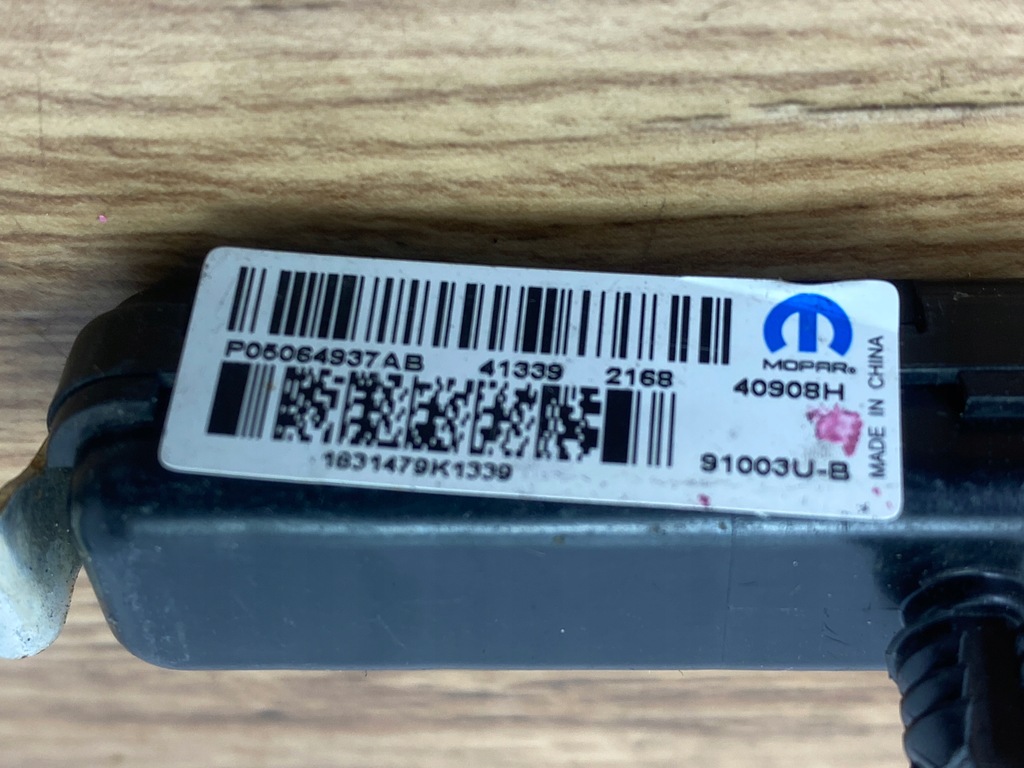 P05064937AB 41339 2168
MOPAR®
40908H
1631479K1339
91003U-B
MADE IN CHINA